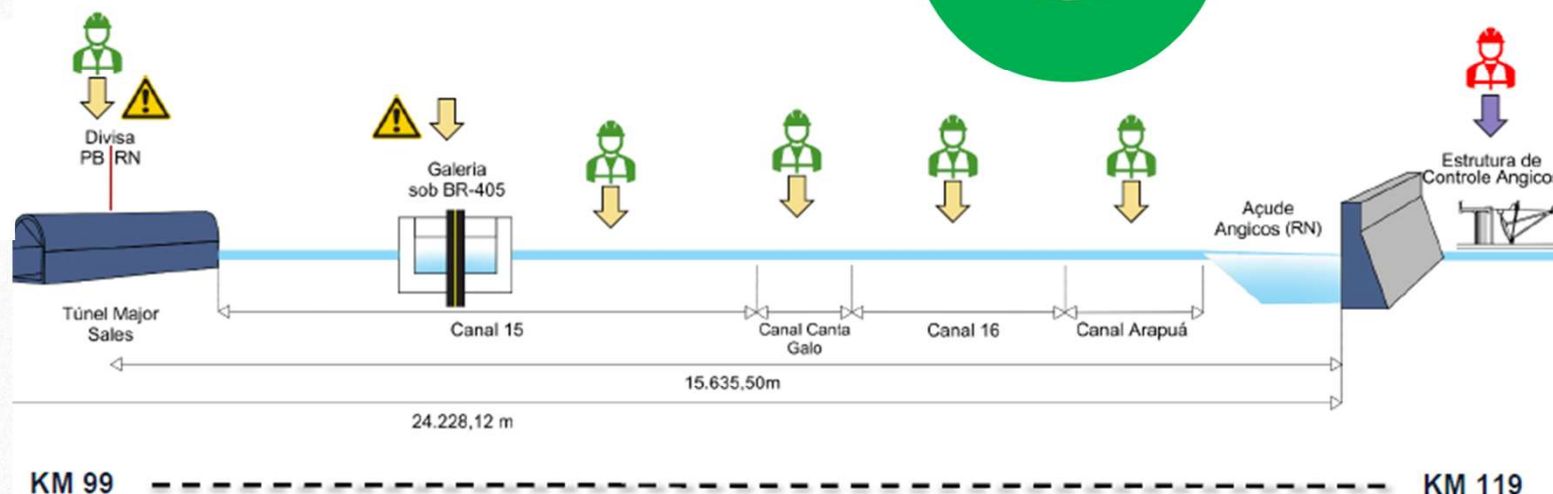 Divisa
PB RN
Galeria
sob BR-405
Estrutura de
Controle Angicos
Açude
Angicos (RN)
Túnel Major
Sales
Canal 15
Canal Canta
Galo
Canal 16
Canal Arapuá
15.635,50m
24.228,12 m
KM 99
KM 119